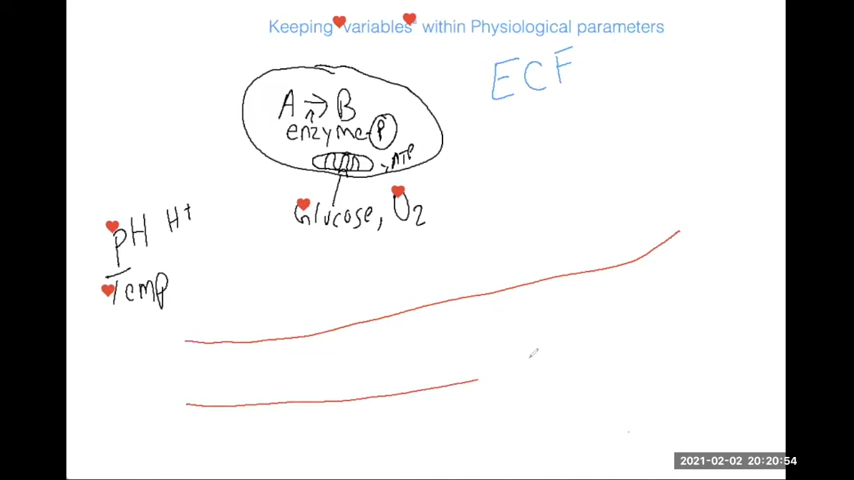 Keeping variables within Physiological parameters
ECF
A → B
enzyme P
ATP
Glucose, O2
pH H+
Temp
2021-02-02 20:20:54